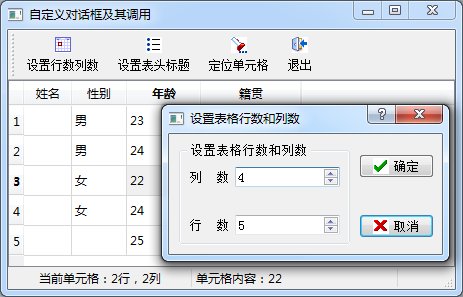 自定义对话框及其调用
设置行数列数 设置表头标题 定位单元格 退出
姓名 性别 年龄 籍贯
1 男 23
2 男 24
3 女 22
4 女 24
5 25
设置表格行数和列数
设置表格行数和列数
列 数 4
确定
行 数 5
取消
当前单元格：2行，2列 单元格内容：22